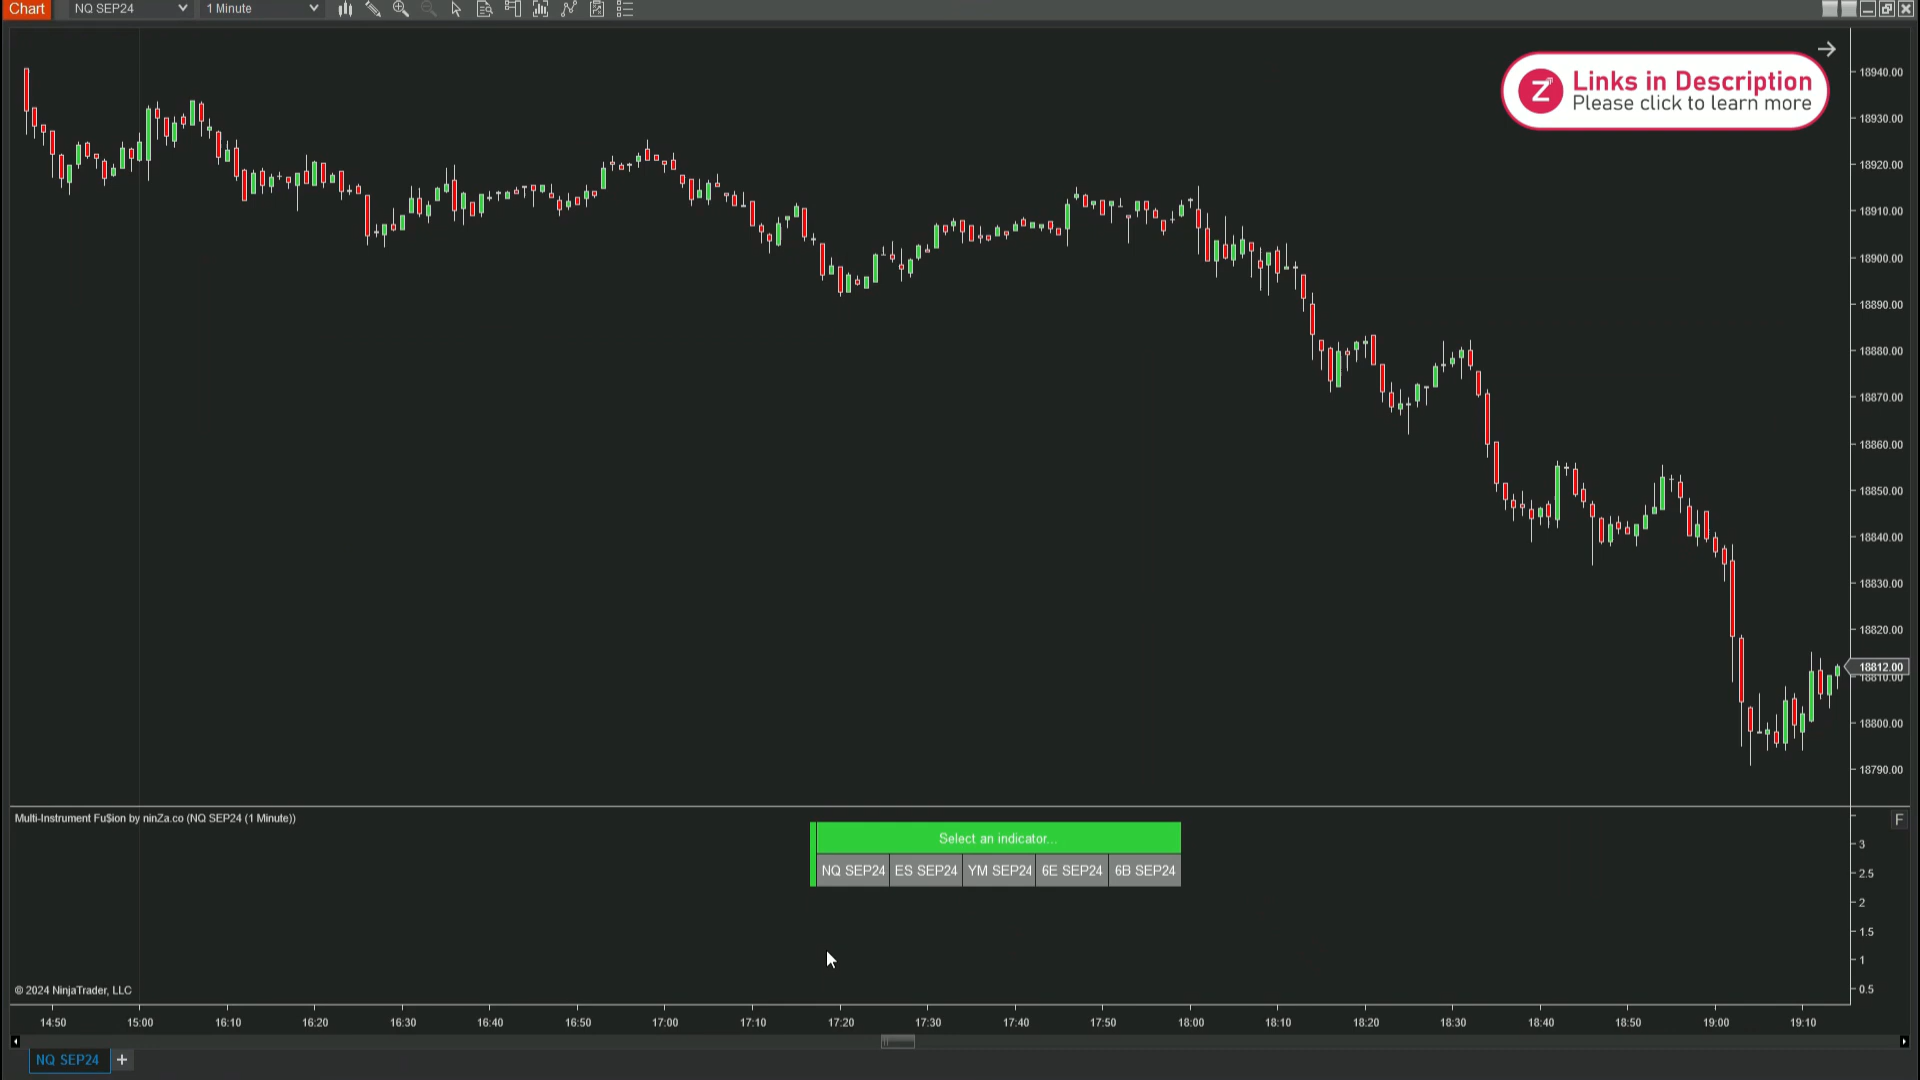 Chart NQ SEP24 1 Minute
Links in Description
Please click to learn more
18940.00
18930.00
18920.00
18910.00
18900.00
18890.00
18880.00
18870.00
18860.00
18850.00
18840.00
18830.00
18820.00
18812.00
18810.00
18800.00
18790.00
Multi-Instrument Fu$ion by ninZa.co (NQ SEP24 (1 Minute))
F
Select an indicator...
NQ SEP24 ES SEP24 YM SEP24 6E SEP24 6B SEP24
3
2.5
2
1.5
1
0.5
© 2024 NinjaTrader, LLC
14:50 15:00 16:10 16:20 16:30 16:40 16:50 17:00 17:10 17:20 17:30 17:40 17:50 18:00 18:10 18:20 18:30 18:40 18:50 19:00 19:10
NQ SEP24 +